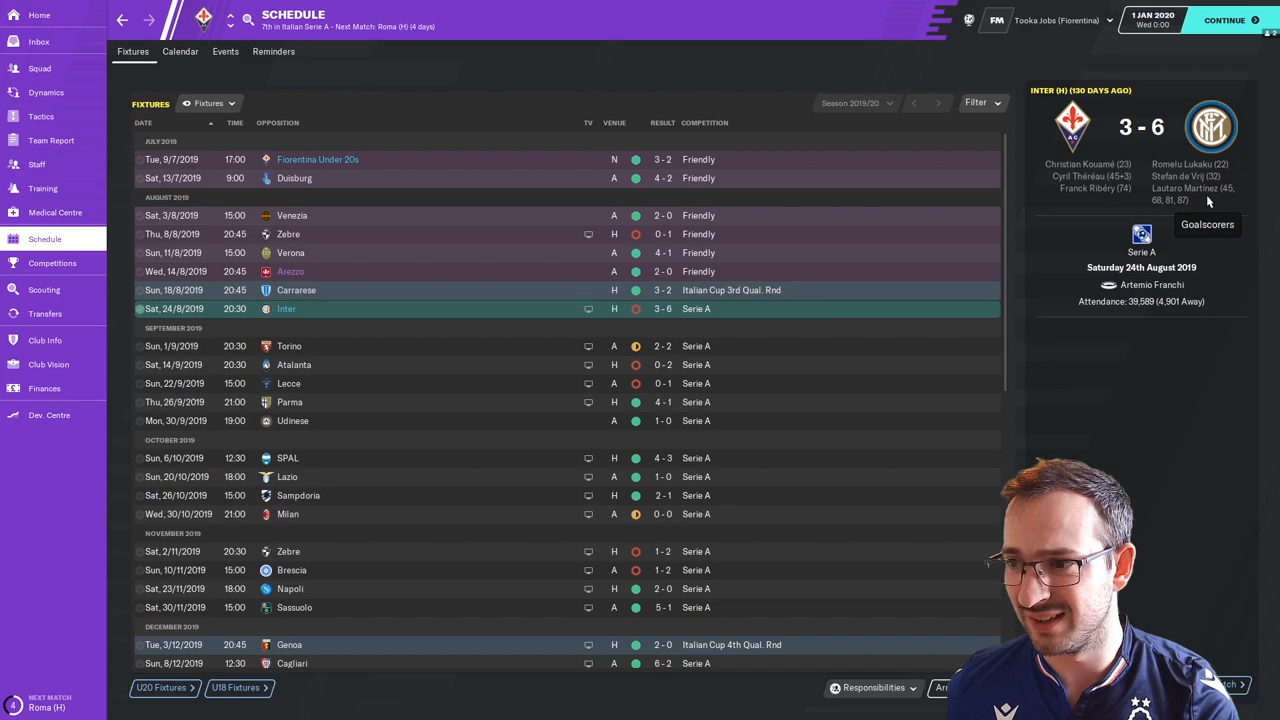 Home
Inbox
Squad
Dynamics
Tactics
Team Report
Staff
Training
Medical Centre
Schedule
Competitions
Scouting
Transfers
Club Info
Club Vision
Finances
Dev. Centre
4 NEXT MATCH
Roma (H)
SCHEDULE
7th in Italian Serie A - Next Match: Roma (H) (4 days)
FM Tooka Jobs (Fiorentina)
1 JAN 2020
Wed 0:00
CONTINUE
2
Fixtures Calendar Events Reminders
FIXTURES Fixtures Season 2019/20 Filter
DATE TIME OPPOSITION TV VENUE RESULT COMPETITION
JULY 2019
Tue, 9/7/2019 17:00 Fiorentina Under 20s N 3 - 2 Friendly
Sat, 13/7/2019 9:00 Duisburg A 4 - 2 Friendly
AUGUST 2019
Sat, 3/8/2019 15:00 Venezia A 2 - 0 Friendly
Thu, 8/8/2019 20:45 Zebre H 0 - 1 Friendly
Sun, 11/8/2019 15:00 Verona A 4 - 1 Friendly
Wed, 14/8/2019 20:45 Arezzo A 2 - 0 Friendly
Sun, 18/8/2019 20:45 Carrarese H 3 - 2 Italian Cup 3rd Qual. Rnd
Sat, 24/8/2019 20:30 Inter H 3 - 6 Serie A
SEPTEMBER 2019
Sun, 1/9/2019 20:30 Torino A 2 - 2 Serie A
Sat, 14/9/2019 20:30 Atalanta H 0 - 2 Serie A
Sun, 22/9/2019 15:00 Lecce A 0 - 1 Serie A
Thu, 26/9/2019 21:00 Parma H 4 - 1 Serie A
Mon, 30/9/2019 19:00 Udinese A 1 - 0 Serie A
OCTOBER 2019
Sun, 6/10/2019 12:30 SPAL H 4 - 3 Serie A
Sun, 20/10/2019 18:00 Lazio A 1 - 0 Serie A
Sat, 26/10/2019 15:00 Sampdoria H 2 - 1 Serie A
Wed, 30/10/2019 21:00 Milan A 0 - 0 Serie A
NOVEMBER 2019
Sat, 2/11/2019 20:30 Zebre H 1 - 2 Serie A
Sun, 10/11/2019 15:00 Brescia A 1 - 2 Serie A
Sat, 23/11/2019 18:00 Napoli H 2 - 0 Serie A
Sat, 30/11/2019 15:00 Sassuolo A 5 - 1 Serie A
DECEMBER 2019
Tue, 3/12/2019 20:45 Genoa H 2 - 0 Italian Cup 4th Qual. Rnd
Sun, 8/12/2019 12:30 Cagliari A 6 - 2 Serie A
U20 Fixtures U18 Fixtures Responsibilities
INTER (H) (130 DAYS AGO)
3 - 6
Christian Kouamé (23) Romelu Lukaku (22)
Cyril Théréau (45+3) Stefan de Vrij (32)
Franck Ribéry (74) Lautaro Martínez (45,
68, 81, 87)
Goalscorers
Serie A
Saturday 24th August 2019
Artemio Franchi
Attendance: 39,589 (4,901 Away)